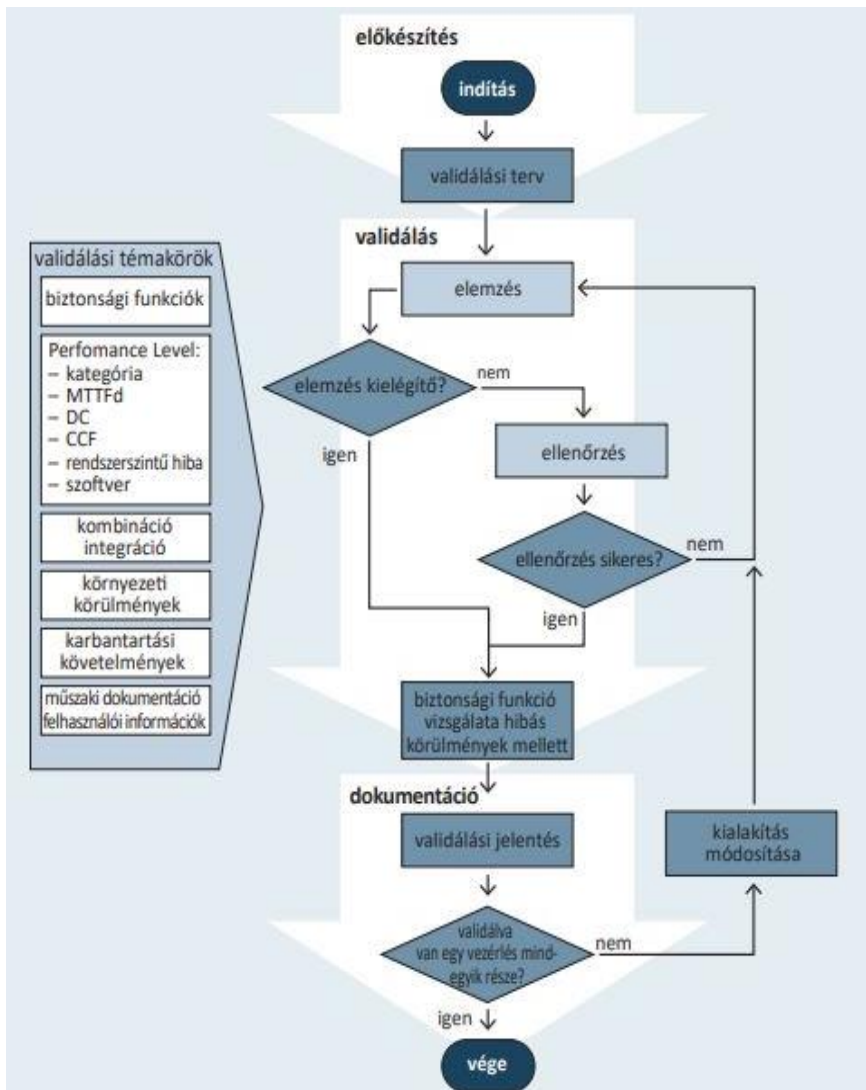 előkészítés
indítás
validálási terv
validálás
elemzés
elemzés kielégítő?
nem
igen
ellenőrzés
ellenőrzés sikeres?
nem
igen
biztonsági funkció
vizsgálata hibás
körülmények mellett
dokumentáció
validálási jelentés
kialakítás
módosítása
validálva
van egy vezérlés mind-
egyik része?
nem
igen
vége
validálási témakörök
biztonsági funkciók
Perfomance Level:
– kategória
– MTTFd
– DC
– CCF
– rendszerszintű hiba
– szoftver
kombináció
integráció
környezeti
körülmények
karbantartási
követelmények
műszaki dokumentáció
felhasználói információk